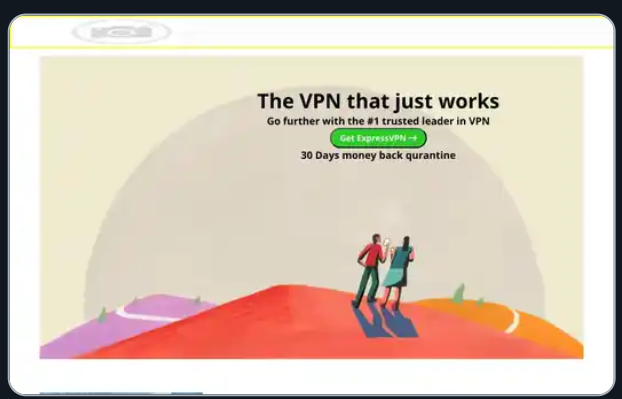 The VPN that just works
Go further with the #1 trusted leader in VPN
Get ExpressVPN →
30 Days money back qurantine